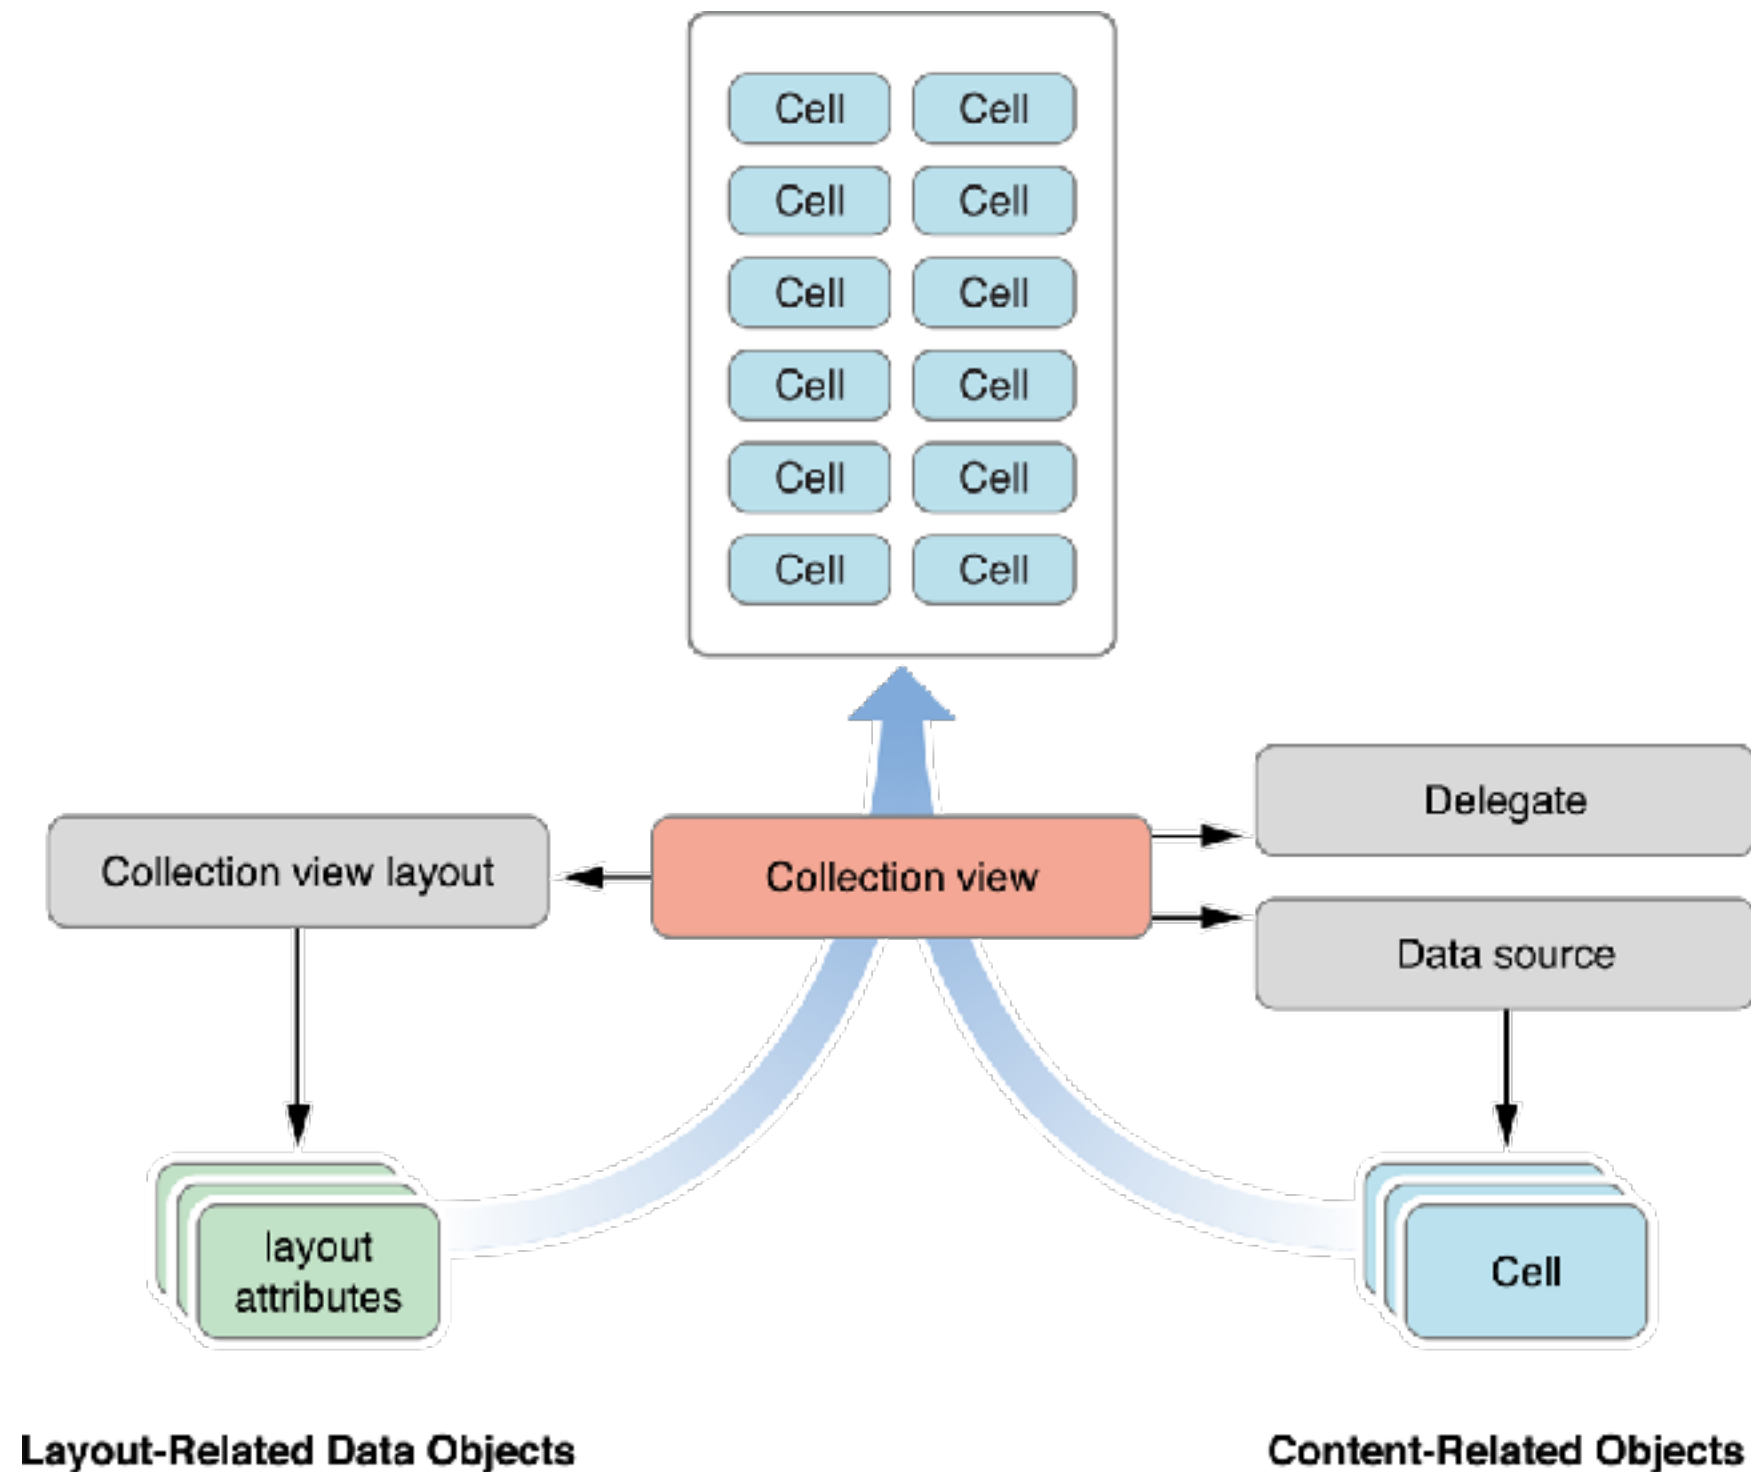 Cell Cell
Cell Cell
Cell Cell
Cell Cell
Cell Cell
Cell Cell
Delegate
Collection view layout
Collection view
Data source
layout
attributes
Cell
Layout-Related Data Objects
Content-Related Objects